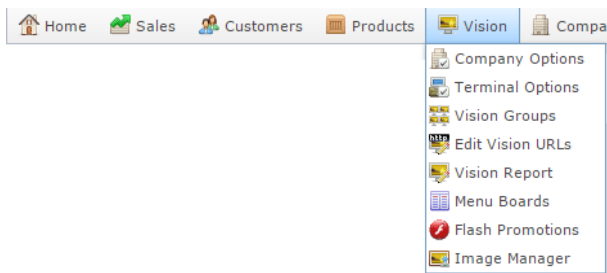 Home Sales Customers Products Vision Compa
Company Options
Terminal Options
Vision Groups
http Edit Vision URLs
Vision Report
Menu Boards
Flash Promotions
Image Manager